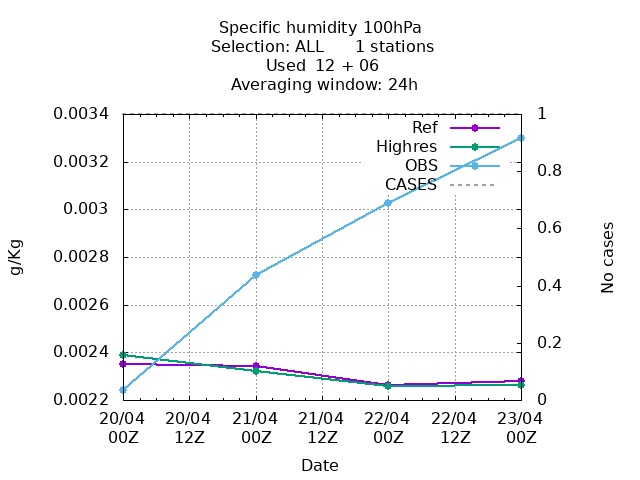 Specific humidity 100hPa
Selection: ALL 1 stations
Used 12 + 06
Averaging window: 24h
0.0034
0.0032
0.003
0.0028
0.0026
0.0024
0.0022
g/Kg
Ref
Highres
OBS
CASES
1
0.8
0.6
0.4
0.2
0
No cases
20/04 20/04 21/04 21/04 22/04 22/04 23/04
00Z 12Z 00Z 12Z 00Z 12Z 00Z
Date